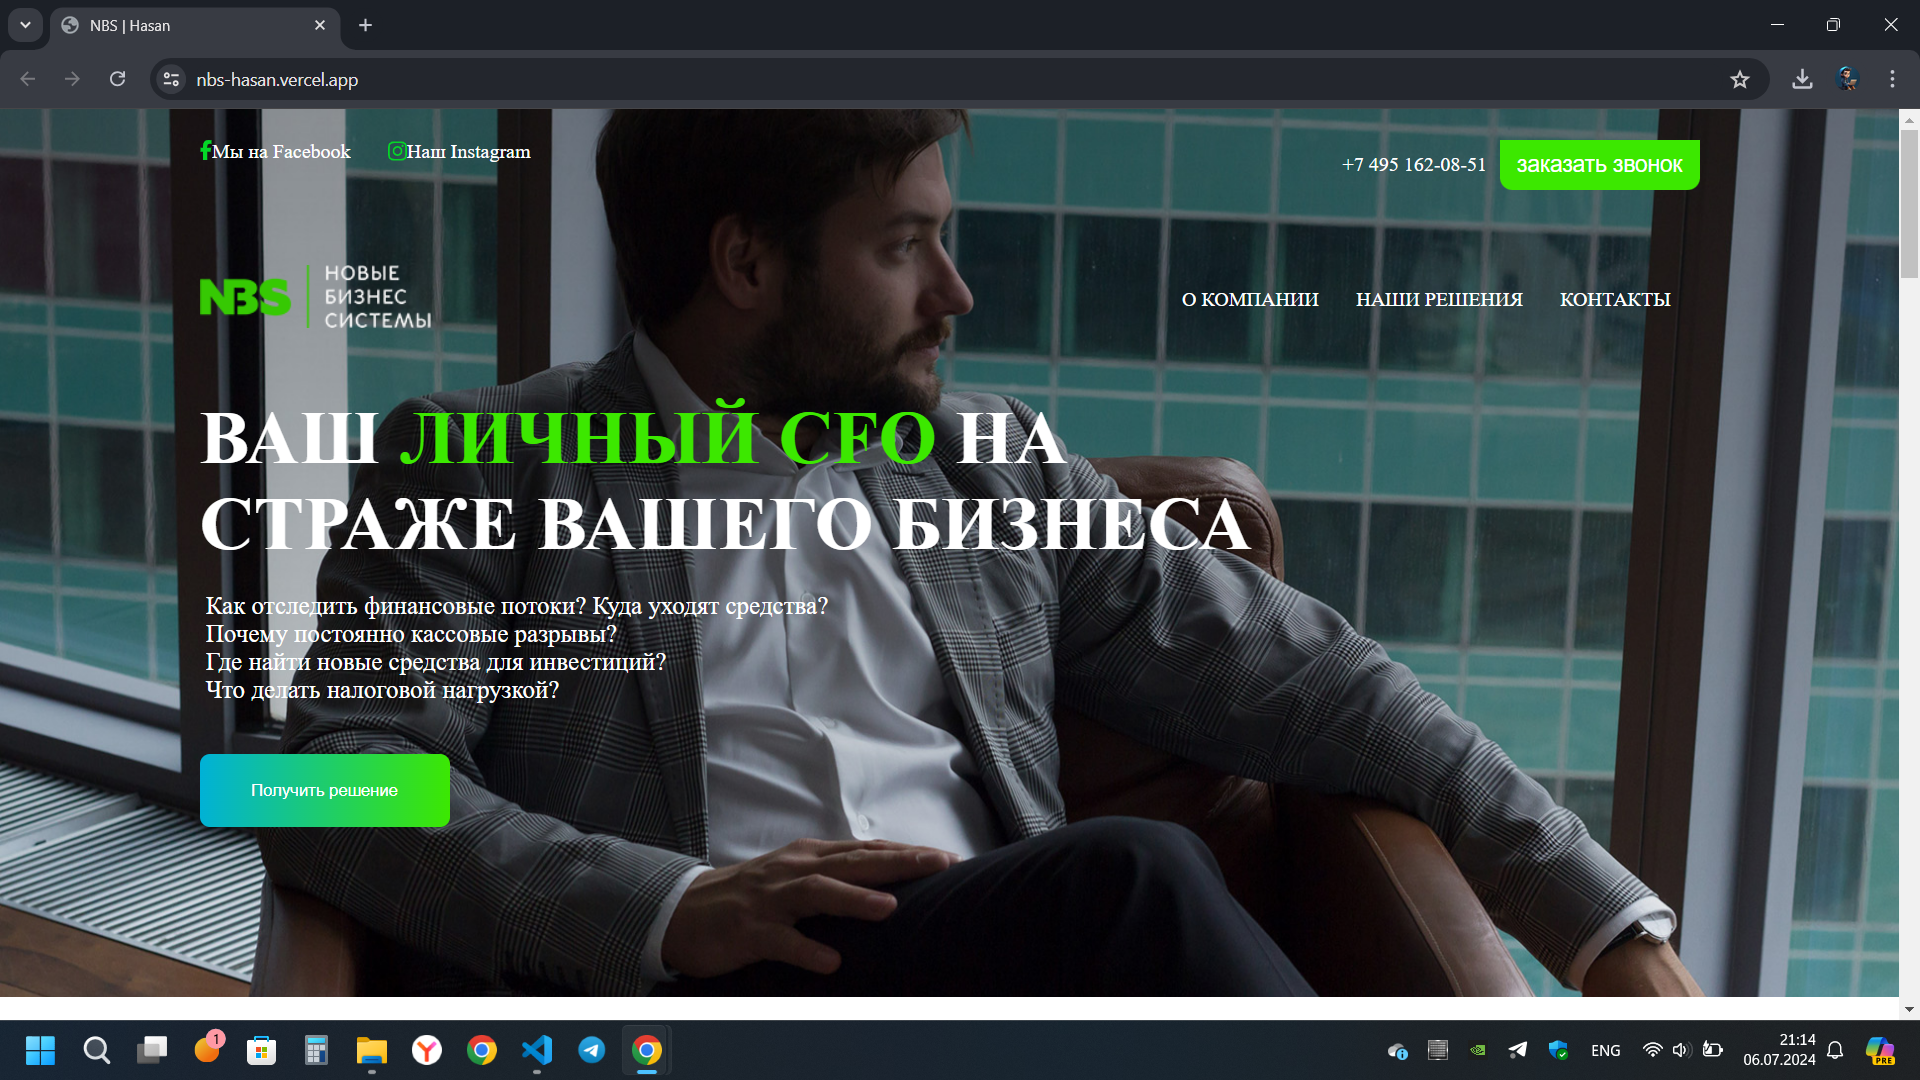 NBS | Hasan
nbs-hasan.vercel.app
Мы на Facebook
Наш Instagram
+7 495 162-08-51
заказать звонок
NBS
НОВЫЕ
БИЗНЕС
СИСТЕМЫ
О КОМПАНИИ
НАШИ РЕШЕНИЯ
КОНТАКТЫ
ВАШ ЛИЧНЫЙ CFO НА
СТРАЖЕ ВАШЕГО БИЗНЕСА
Как отследить финансовые потоки? Куда уходят средства?
Почему постоянно кассовые разрывы?
Где найти новые средства для инвестиций?
Что делать налоговой нагрузкой?
Получить решение
1
ENG
21:14
06.07.2024
PRE